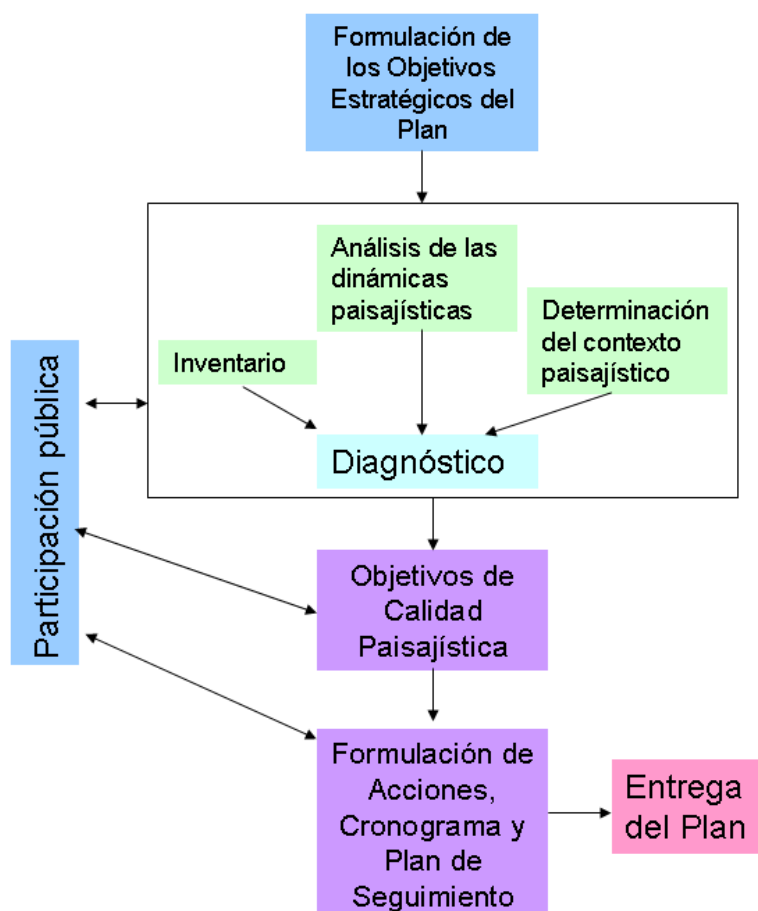 Formulación de
los Objetivos
Estratégicos del
Plan
Análisis de las
dinámicas
paisajísticas
Determinación
del contexto
paisajístico
Inventario
Diagnóstico
Participación pública
Objetivos de
Calidad
Paisajística
Formulación de
Acciones,
Cronograma y
Plan de
Seguimiento
Entrega
del Plan